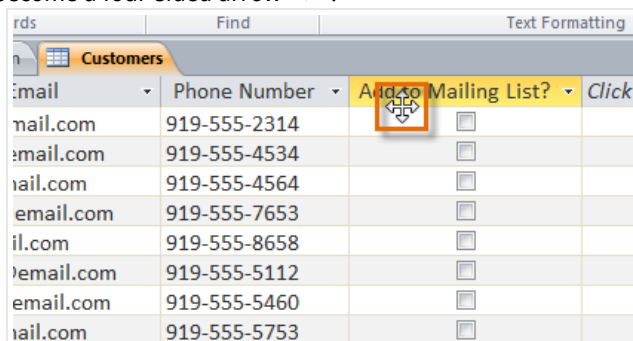 rds Find Text Formatting
Customers
Email Phone Number Add to Mailing List? Click
mail.com 919-555-2314
email.com 919-555-4534
nail.com 919-555-4564
email.com 919-555-7653
il.com 919-555-8658
email.com 919-555-5112
email.com 919-555-5460
nail.com 919-555-5753